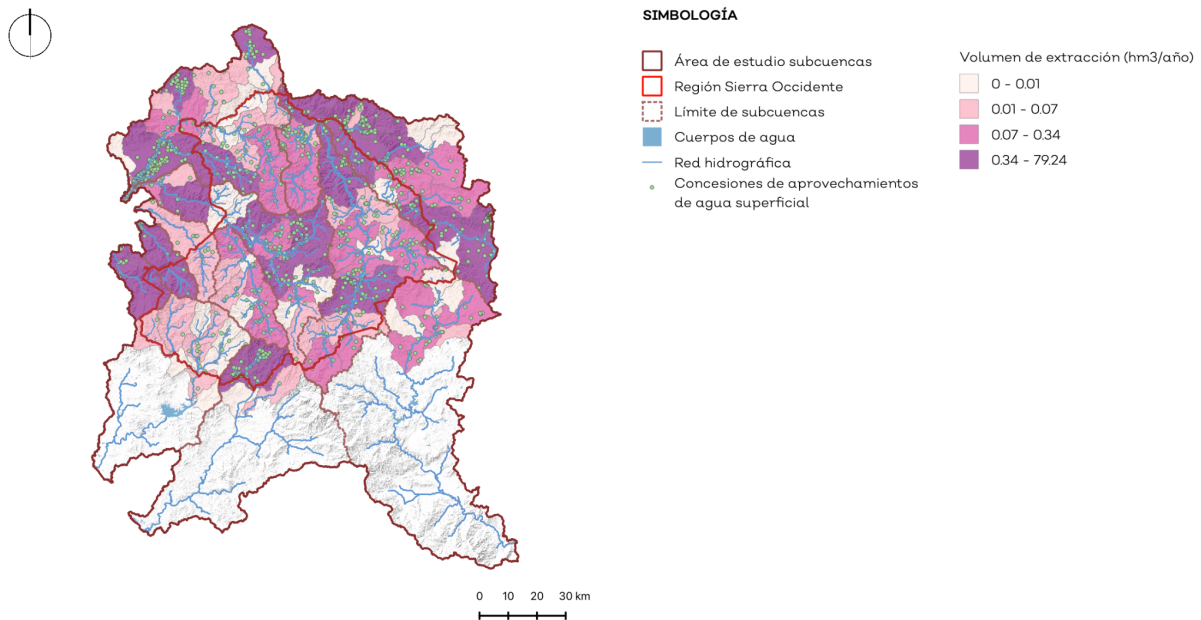 SIMBOLOGÍA
Área de estudio subcuencas
Región Sierra Occidente
Límite de subcuencas
Cuerpos de agua
Red hidrográfica
Concesiones de aprovechamientos
de agua superficial
Volumen de extracción (hm3/año)
0 - 0.01
0.01 - 0.07
0.07 - 0.34
0.34 - 79.24
0 10 20 30 km